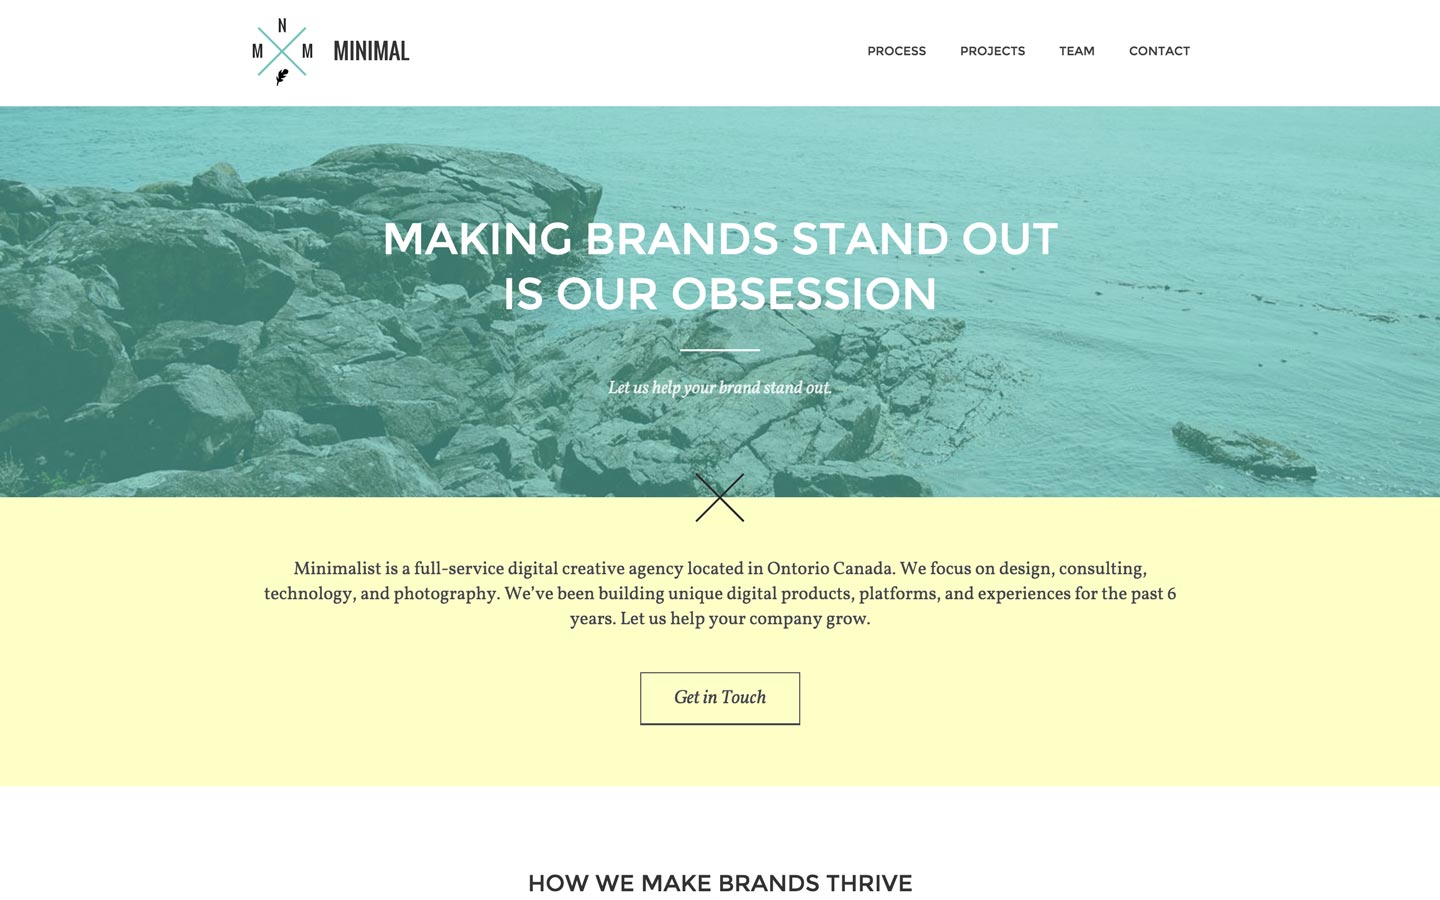 N
M M
MINIMAL
PROCESS PROJECTS TEAM CONTACT
MAKING BRANDS STAND OUT
IS OUR OBSESSION
Let us help your brand stand out.
Minimalist is a full-service digital creative agency located in Ontorio Canada. We focus on design, consulting,
technology, and photography. We’ve been building unique digital products, platforms, and experiences for the past 6
years. Let us help your company grow.
Get in Touch
HOW WE MAKE BRANDS THRIVE